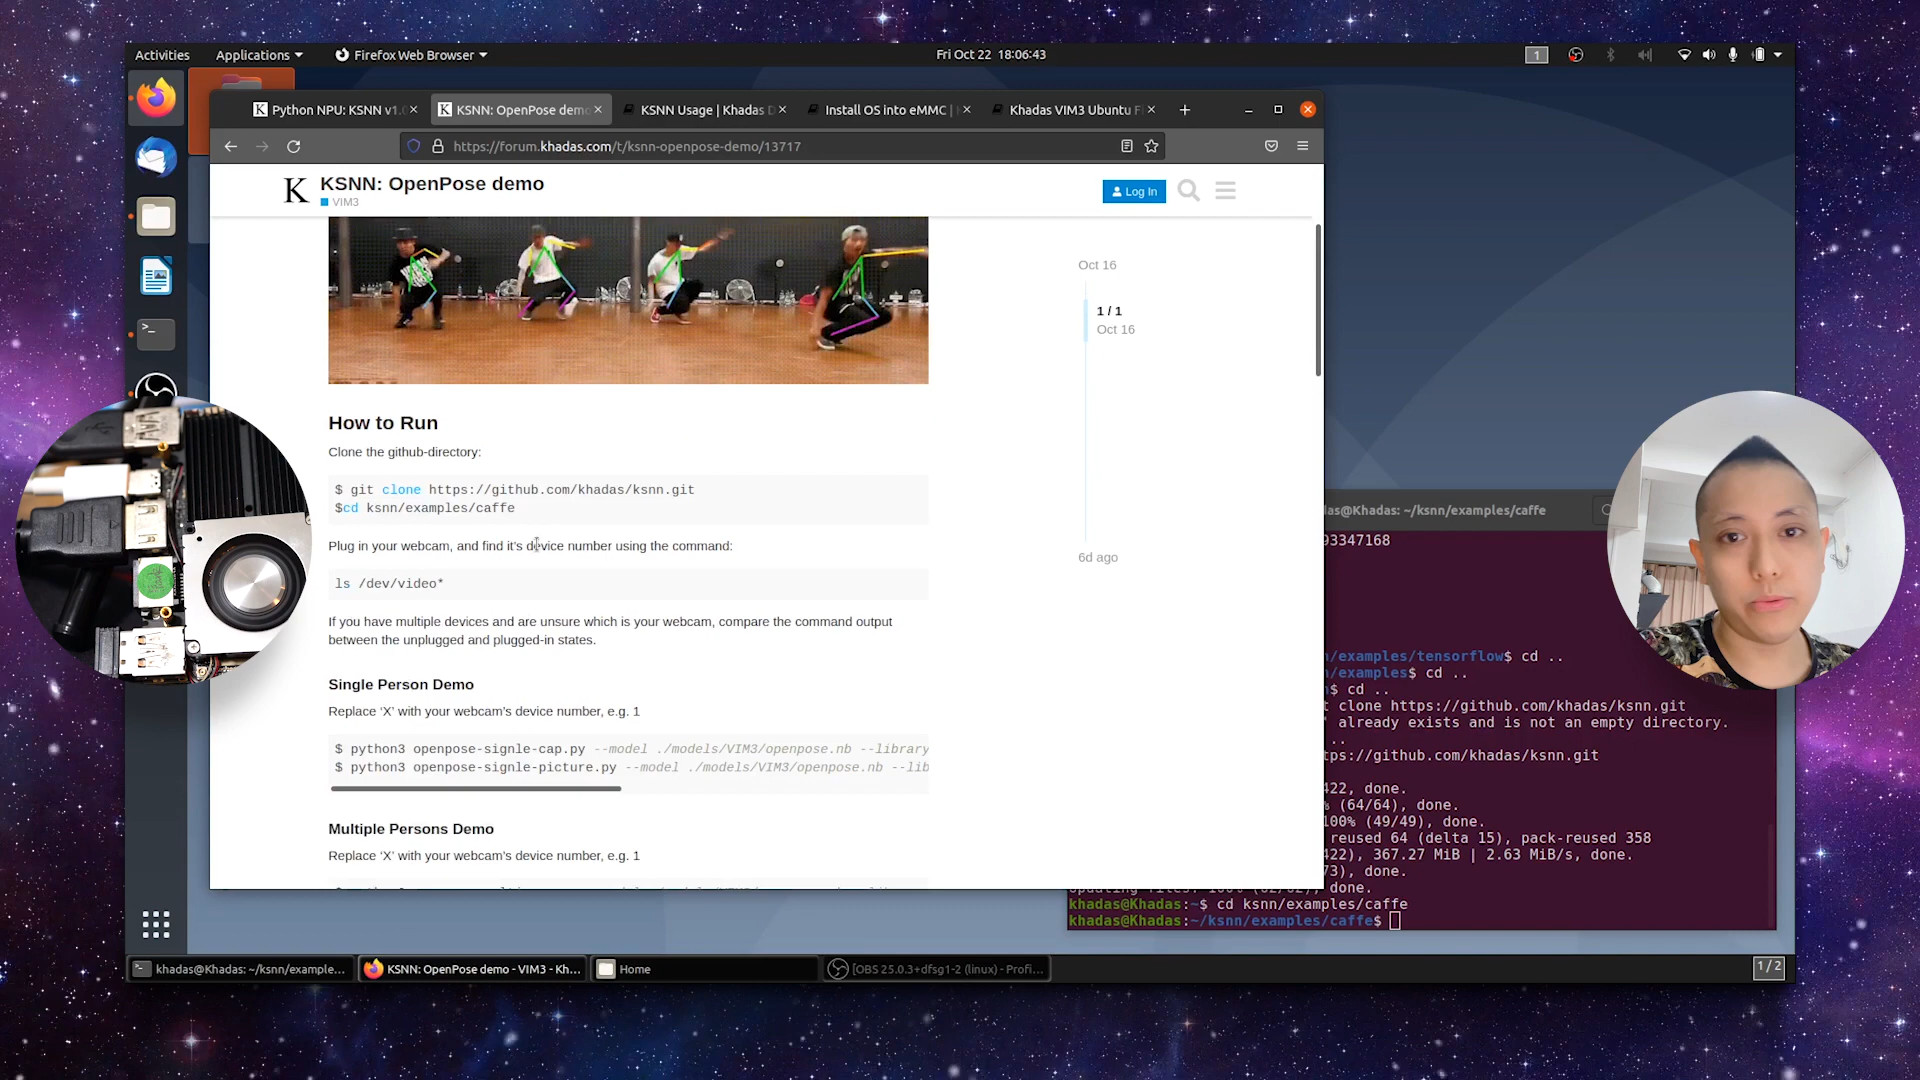 Activities
Applications
Firefox Web Browser
Fri Oct 22 18:06:43
1
K Python NPU: KSNN v1.
K KSNN: OpenPose demo
KSNN Usage | Khadas D
Install OS into eMMC |
Khadas VIM3 Ubuntu F
https://forum.khadas.com/t/ksnn-openpose-demo/13717
K
KSNN: OpenPose demo
VIM3
Log In
Oct 16
1 / 1
Oct 16
6d ago
How to Run
Clone the github-directory:
$ git clone https://github.com/khadas/ksnn.git
$cd ksnn/examples/caffe
Plug in your webcam, and find it's device number using the command:
ls /dev/video*
If you have multiple devices and are unsure which is your webcam, compare the command output
between the unplugged and plugged-in states.
Single Person Demo
Replace ‘X’ with your webcam’s device number, e.g. 1
$ python3 openpose-signle-cap.py --model ./models/VIM3/openpose.nb --library
$ python3 openpose-signle-picture.py --model ./models/VIM3/openpose.nb --lib
Multiple Persons Demo
Replace ‘X’ with your webcam’s device number, e.g. 1
das@Khadas: ~/ksnn/examples/caffe
93347168
n/examples/tensorflow$ cd ..
n/examples$ cd ..
n$ cd ..
t clone https://github.com/khadas/ksnn.git
' already exists and is not an empty directory.
..
tps://github.com/khadas/ksnn.git
422, done.
% (64/64), done.
100% (49/49), done.
reused 64 (delta 15), pack-reused 358
422), 367.27 MiB | 2.63 MiB/s, done.
73), done.
done.
khadas@Khadas:~$ cd ksnn/examples/caffe
khadas@Khadas:~/ksnn/examples/caffe$
khadas@Khadas: ~/ksnn/example...
KSNN: OpenPose demo - VIM3 - Kh...
Home
[OBS 25.0.3+dfsg1-2 (linux) - Profi...
1 / 2